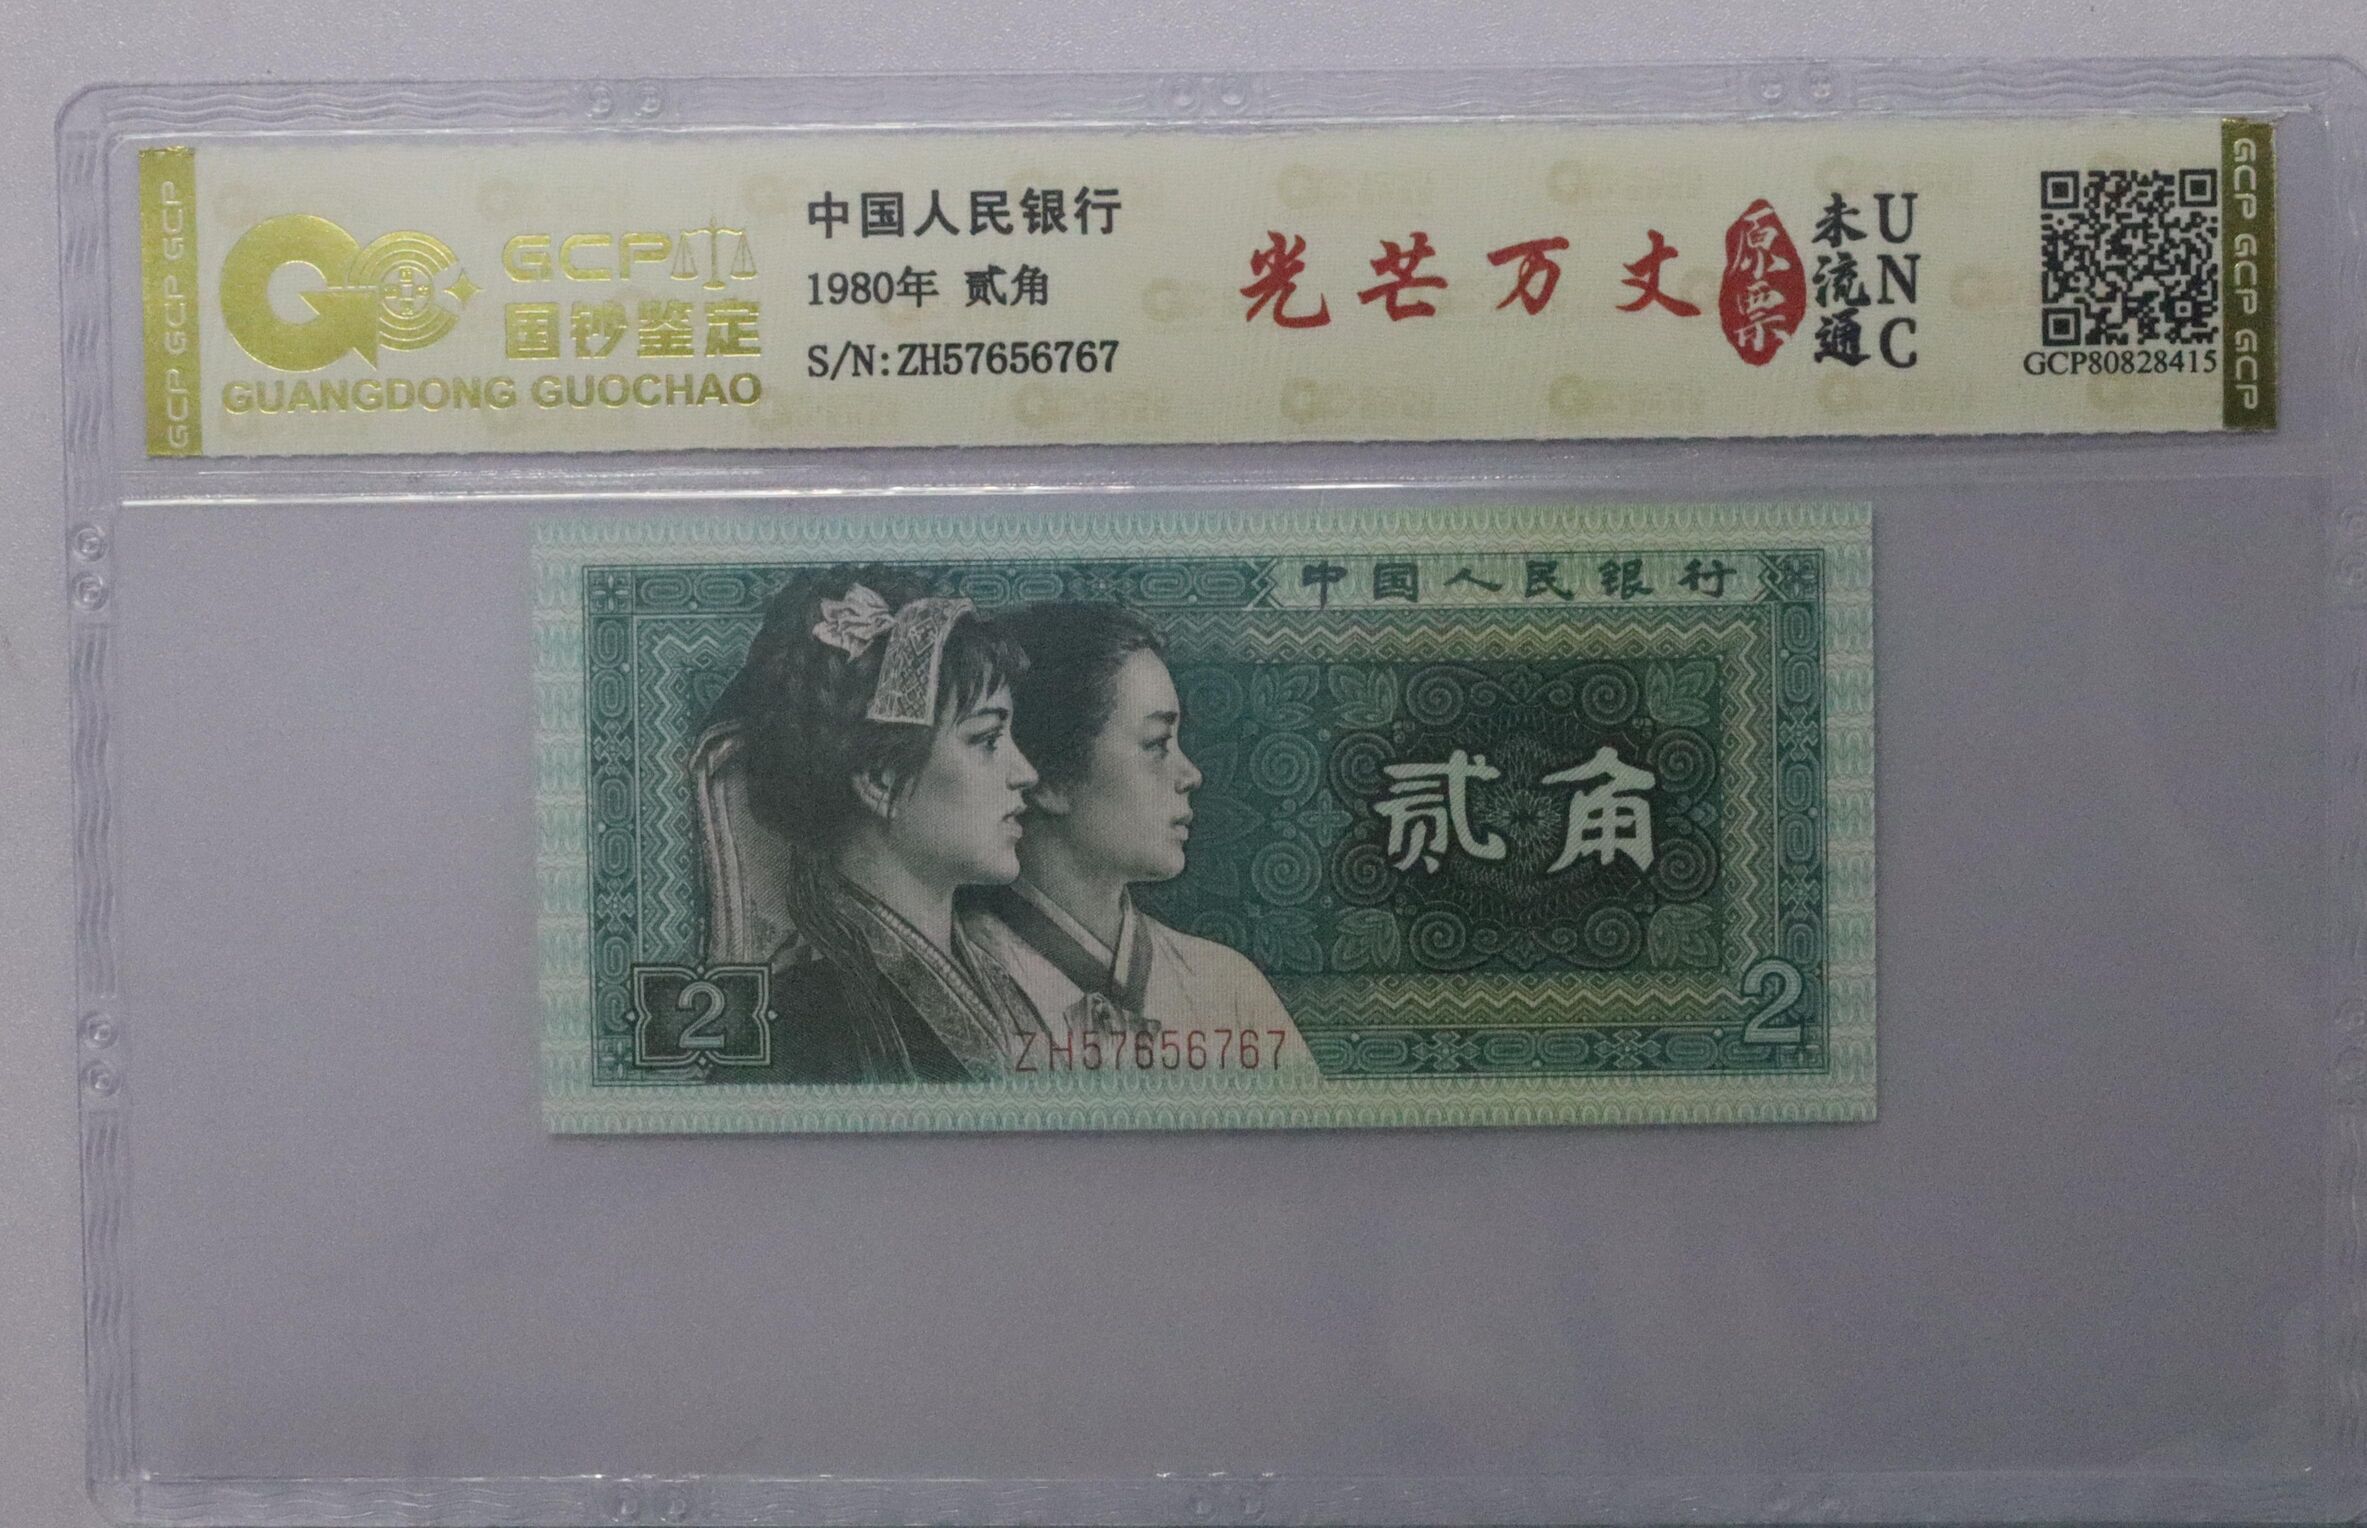 GCP GCP GCP GCP
GCP
国钞鉴定
GUANGDONG GUOCHAO
中国人民银行
1980年 贰角
S/N:ZH57656767
光芒万丈
原票
未流通
UNC
GCP80828415
GCP GCP GCP GCP
中国人民银行
贰角
2
2
ZH57656767